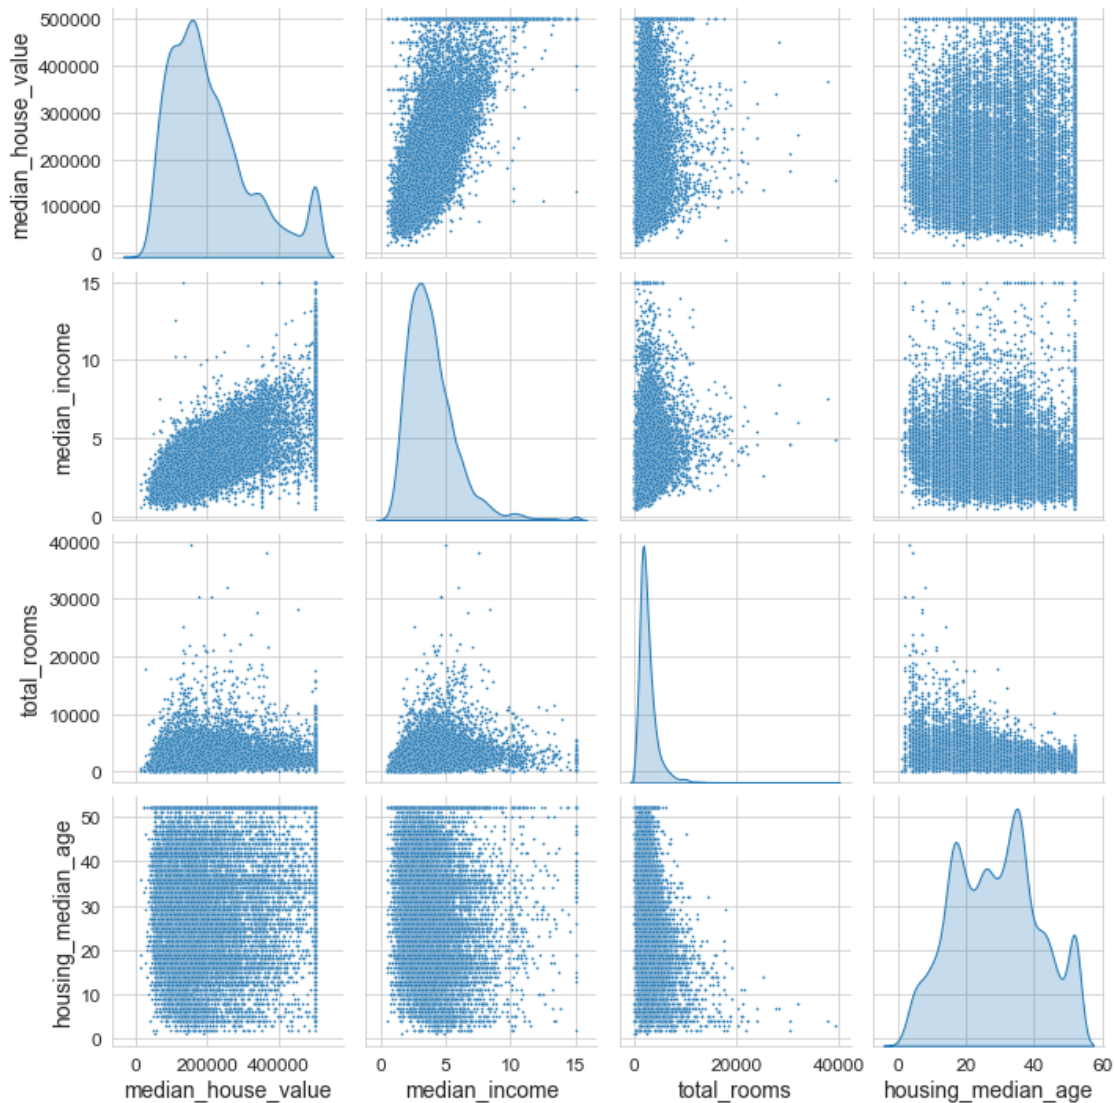 median_house_value
500000
400000
300000
200000
100000
0
median_income
15
10
5
0
total_rooms
40000
30000
20000
10000
0
housing_median_age
50
40
30
20
10
0
0 200000 400000
0 5 10 15
0 20000 40000
0 20 40 60
median_house_value
median_income
total_rooms
housing_median_age